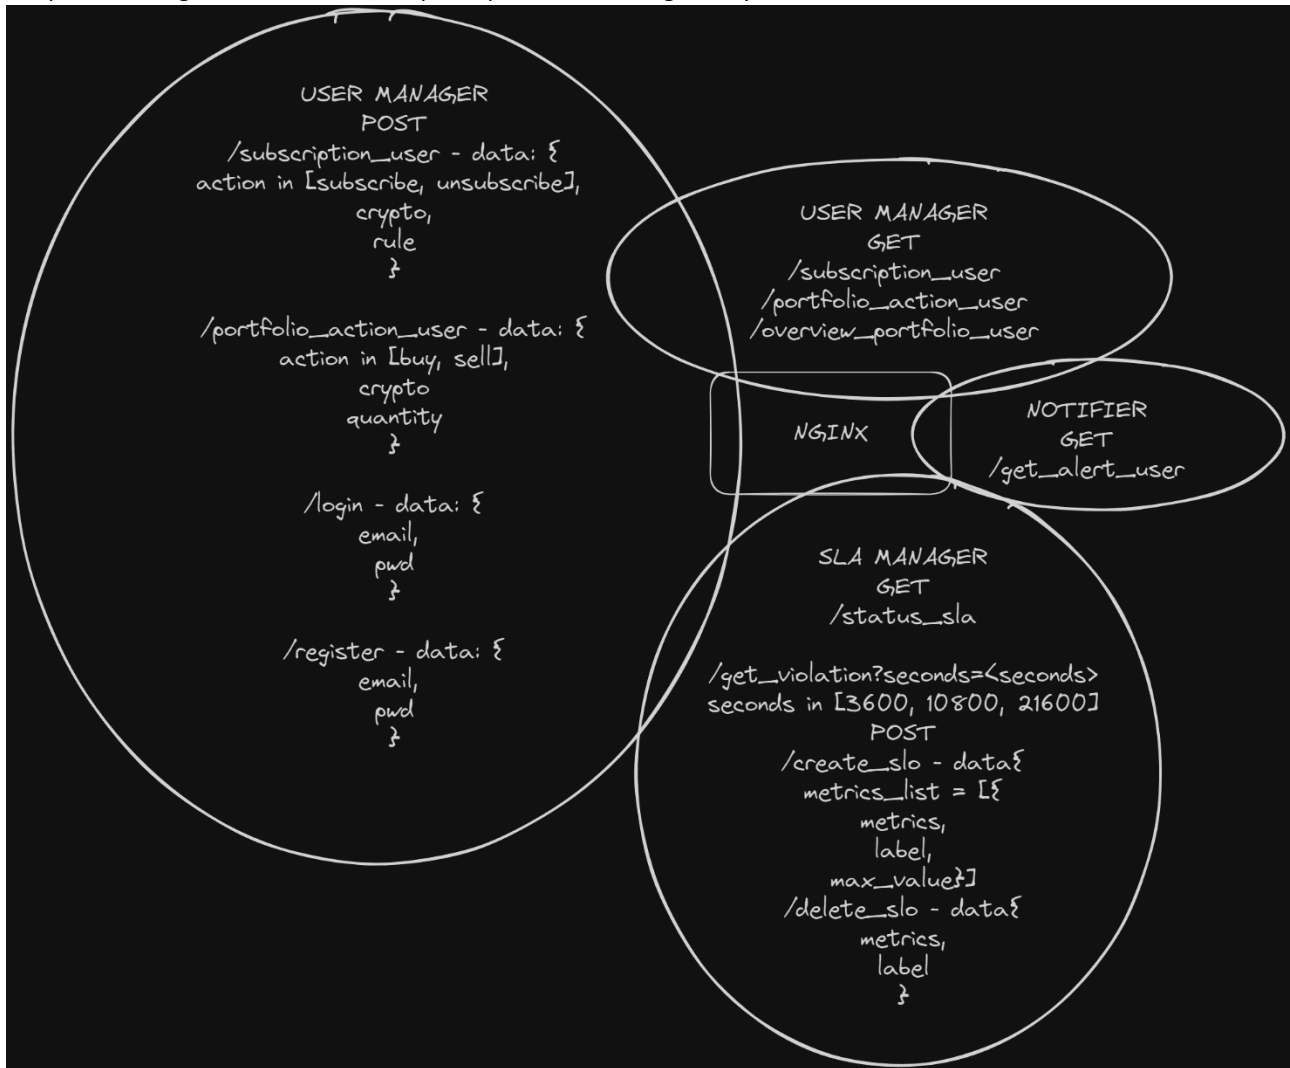 USER MANAGER
POST
/subscription_user - data: {
action in [subscribe, unsubscribe],
crypto,
rule
}
/portfolio_action_user - data: {
action in [buy, sell],
crypto
quantity
}
/login - data: {
email,
pwd
}
/register - data: {
email,
pwd
}
USER MANAGER
GET
/subscription_user
/portfolio_action_user
/overview_portfolio_user
NGINX
NOTIFIER
GET
/get_alert_user
SLA MANAGER
GET
/status_sla
/get_violation?seconds=<seconds>
seconds in [3600, 10800, 21600]
POST
/create_slo - data{
metrics_list = [{
metrics,
label,
max_value}]
/delete_slo - data{
metrics,
label
}